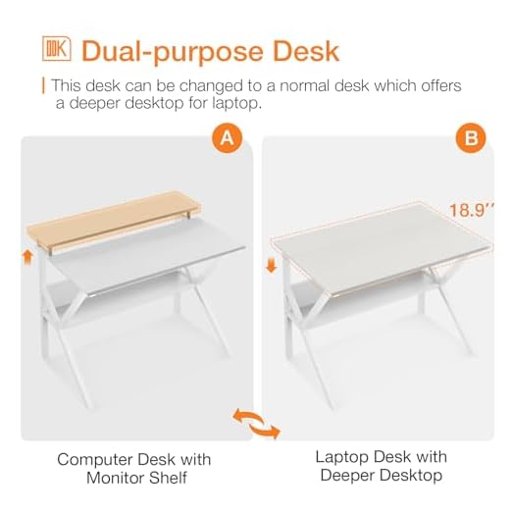 ODK Dual-purpose Desk
This desk can be changed to a normal desk which offers
a deeper desktop for laptop.
A
B
18.9’’
Computer Desk with
Monitor Shelf
Laptop Desk with
Deeper Desktop